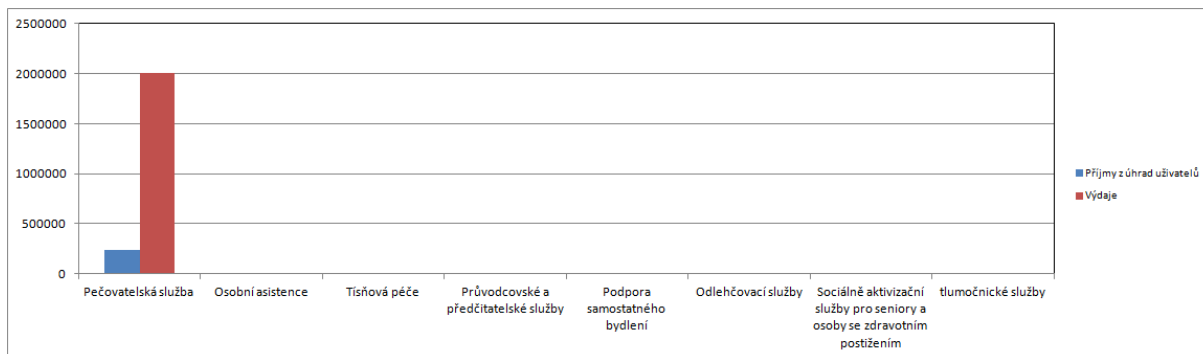 2500000
2000000
1500000
1000000
500000
0
Pečovatelská služba
Osobní asistence
Tísňová péče
Průvodcovské a
předčitatelské služby
Podpora
samostatného
bydlení
Odlehčovací služby
Sociálně aktivizační
služby pro seniory a
osoby se zdravotním
postižením
tlumočnické služby
Příjmy z úhrad uživatelů
Výdaje